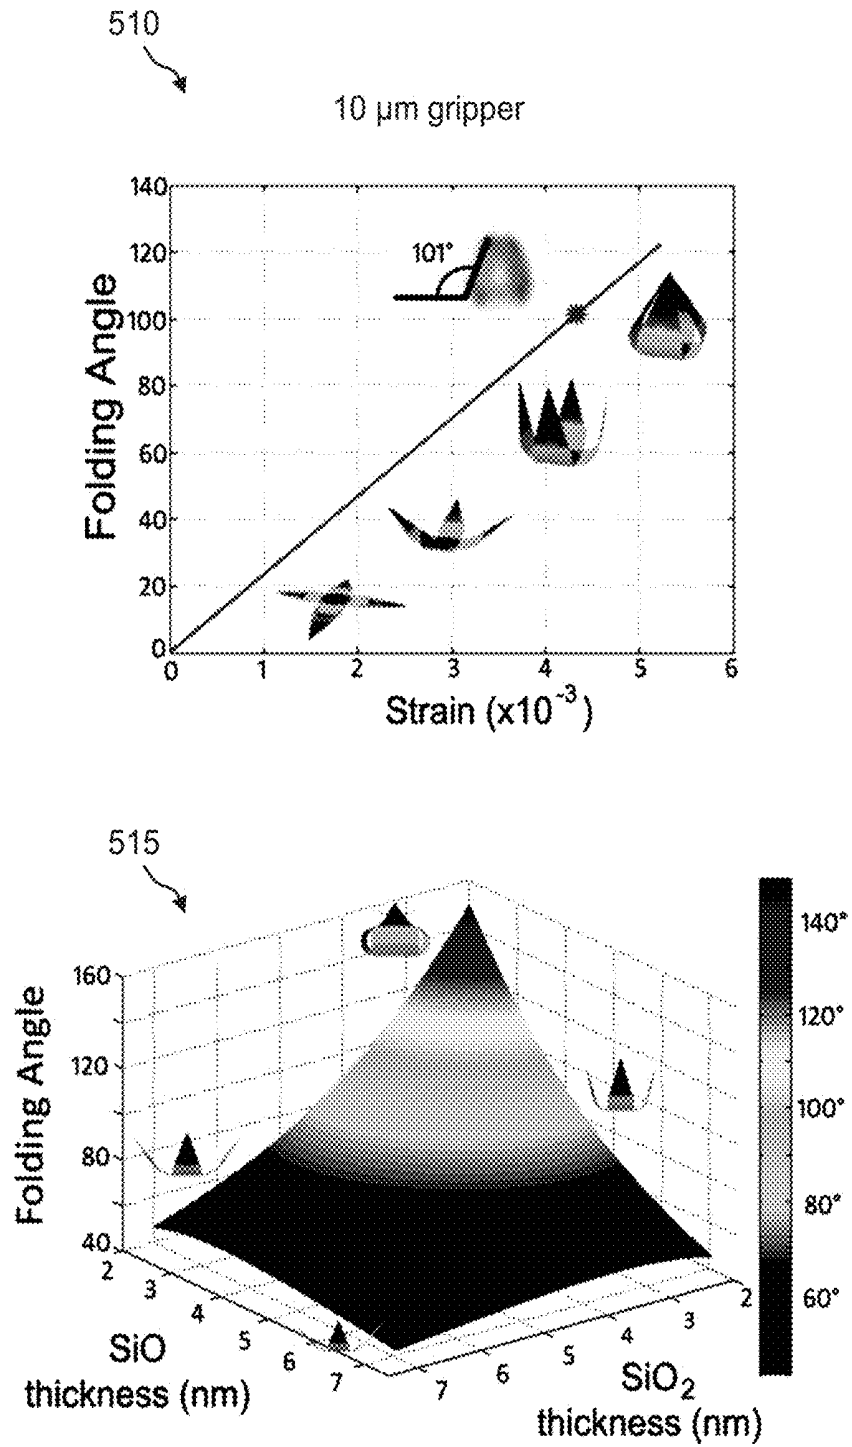 510
10 µm gripper
Folding Angle
140
120
100
80
60
40
20
0
101°
0 1 2 3 4 5 6
Strain (x10⁻³)
515
Folding Angle
160
120
80
40
2 3 4 5 6 7
SiO
thickness (nm)
7 6 5 4 3 2
SiO₂
thickness (nm)
140°
120°
100°
80°
60°